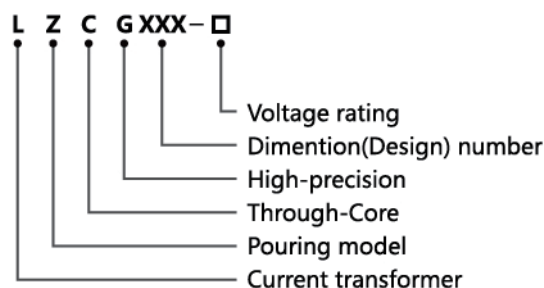 L Z C G XXX-□
Voltage rating
Dimention(Design) number
High-precision
Through-Core
Pouring model
Current transformer